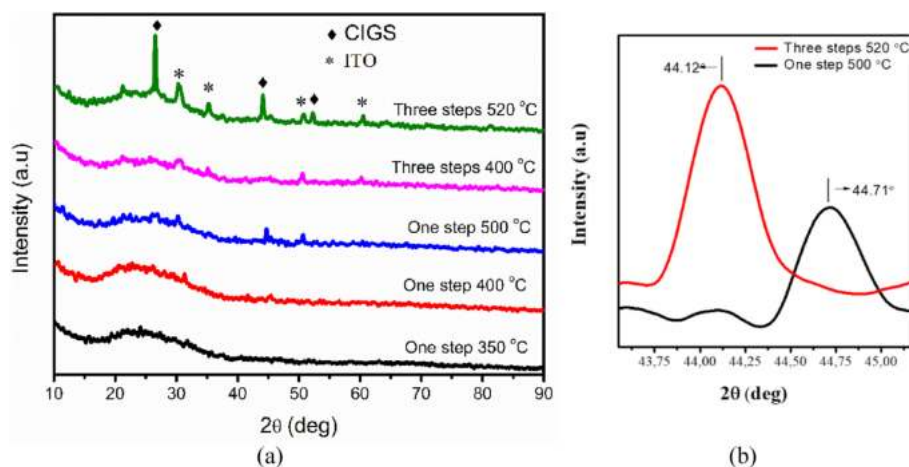 ♦ CIGS
* ITO
Three steps 520 °C
Three steps 400 °C
One step 500 °C
One step 400 °C
One step 350 °C
Intensity (a.u)
10 20 30 40 50 60 70 80 90
2θ (deg)
(a)
Three steps 520 °C
One step 500 °C
44.12°
44.71°
Intensity (a.u)
43,75 44,00 44,25 44,50 44,75 45,00
2θ (deg)
(b)